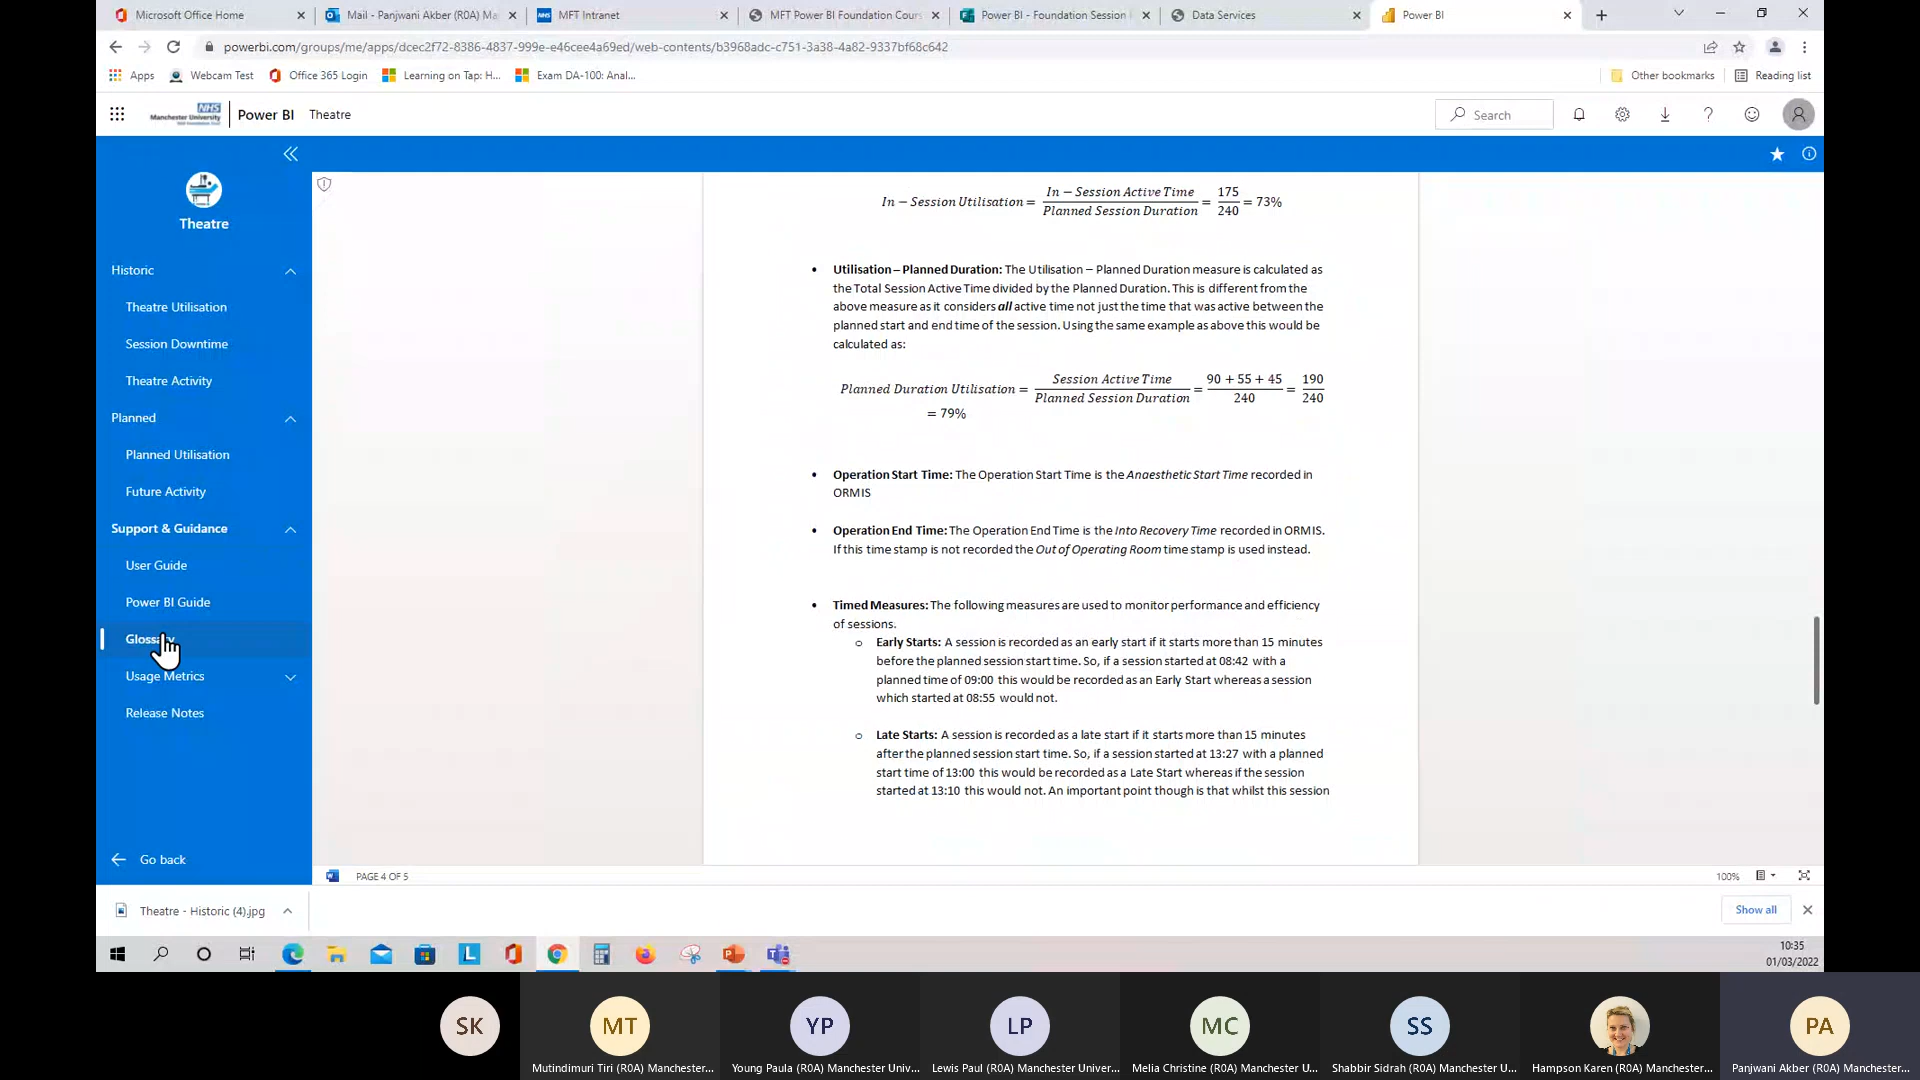 Microsoft Office Home
Mail - Panjwani Akber (R0A) Ma
MFT Intranet
MFT Power BI Foundation Cours
Power BI - Foundation Session
Data Services
Power BI
powerbi.com/groups/me/apps/dcec2f72-8386-4837-999e-e46cee4a69ed/web-contents/b3968adc-c751-3a38-4a82-9337bf68c642
Apps
Webcam Test
Office 365 Login
Learning on Tap: H...
Exam DA-100: Anal...
Other bookmarks
Reading list
NHS
Manchester University
Power BI
Theatre
Search
Theatre
Historic
Theatre Utilisation
Session Downtime
Theatre Activity
Planned
Planned Utilisation
Future Activity
Support & Guidance
User Guide
Power BI Guide
Glossary
Usage Metrics
Release Notes
Go back
In – Session Utilisation = In – Session Active Time / Planned Session Duration = 175 / 240 = 73%
• Utilisation – Planned Duration: The Utilisation – Planned Duration measure is calculated as
the Total Session Active Time divided by the Planned Duration. This is different from the
above measure as it considers all active time not just the time that was active between the
planned start and end time of the session. Using the same example as above this would be
calculated as:
Planned Duration Utilisation = Session Active Time / Planned Session Duration = 90 + 55 + 45 / 240 = 190 / 240
= 79%
• Operation Start Time: The Operation Start Time is the Anaesthetic Start Time recorded in
ORMIS
• Operation End Time: The Operation End Time is the Into Recovery Time recorded in ORMIS.
If this time stamp is not recorded the Out of Operating Room time stamp is used instead.
• Timed Measures: The following measures are used to monitor performance and efficiency
of sessions.
o Early Starts: A session is recorded as an early start if it starts more than 15 minutes
before the planned session start time. So, if a session started at 08:42 with a
planned time of 09:00 this would be recorded as an Early Start whereas a session
which started at 08:55 would not.
o Late Starts: A session is recorded as a late start if it starts more than 15 minutes
after the planned session start time. So, if a session started at 13:27 with a planned
start time of 13:00 this would be recorded as a Late Start whereas if the session
started at 13:10 this would not. An important point though is that whilst this session
PAGE 4 OF 5
100%
Theatre - Historic (4).jpg
Show all
10:35
01/03/2022
SK
MT
YP
LP
MC
SS
PA
Mutindimuri Tiri (R0A) Manchester...
Young Paula (R0A) Manchester Univ...
Lewis Paul (R0A) Manchester Univer...
Melia Christine (R0A) Manchester U...
Shabbir Sidrah (R0A) Manchester U...
Hampson Karen (R0A) Manchester...
Panjwani Akber (R0A) Manchester...